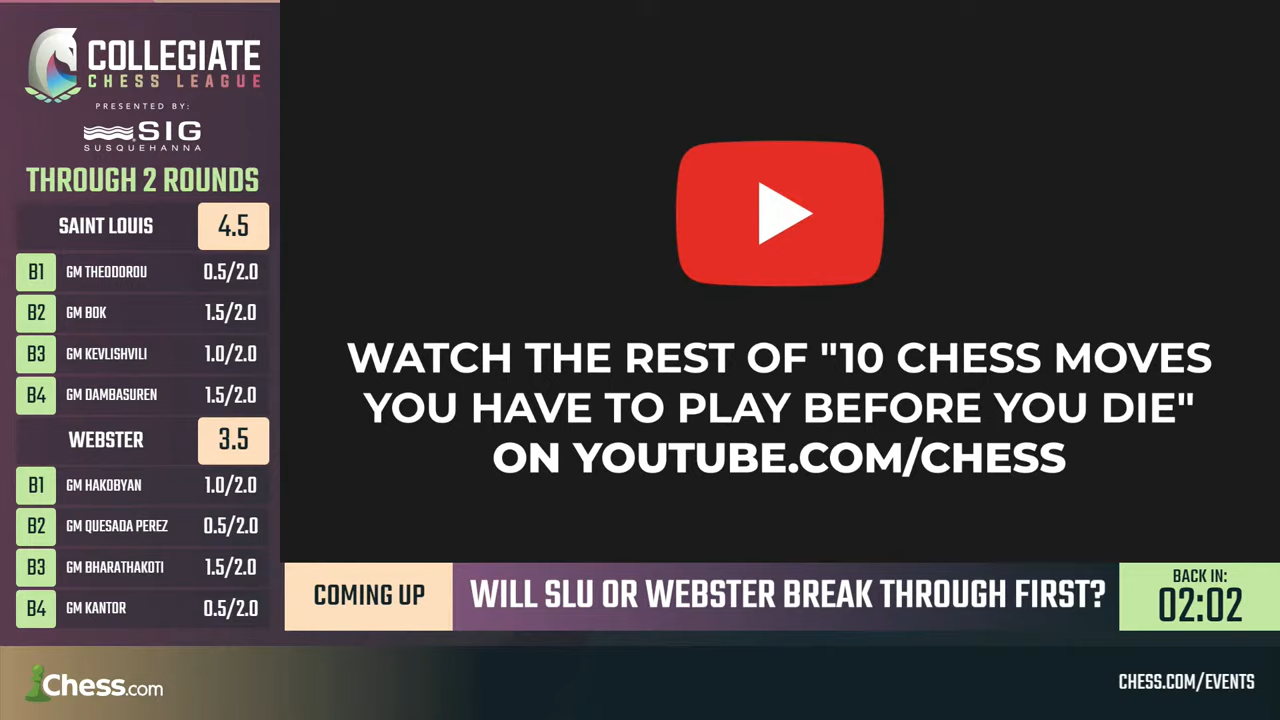 COLLEGIATE
CHESS LEAGUE
PRESENTED BY:
SIG
SUSQUEHANNA
THROUGH 2 ROUNDS
SAINT LOUIS 4.5
B1 GM THEODOROU 0.5/2.0
B2 GM BOK 1.5/2.0
B3 GM KEVLISHVILI 1.0/2.0
B4 GM DAMBASUREN 1.5/2.0
WEBSTER 3.5
B1 GM HAKOBYAN 1.0/2.0
B2 GM QUESADA PEREZ 0.5/2.0
B3 GM BHARATHAKOTI 1.5/2.0
B4 GM KANTOR 0.5/2.0
WATCH THE REST OF "10 CHESS MOVES
YOU HAVE TO PLAY BEFORE YOU DIE"
ON YOUTUBE.COM/CHESS
COMING UP
WILL SLU OR WEBSTER BREAK THROUGH FIRST?
BACK IN:
02:02
Chess.com
CHESS.COM/EVENTS